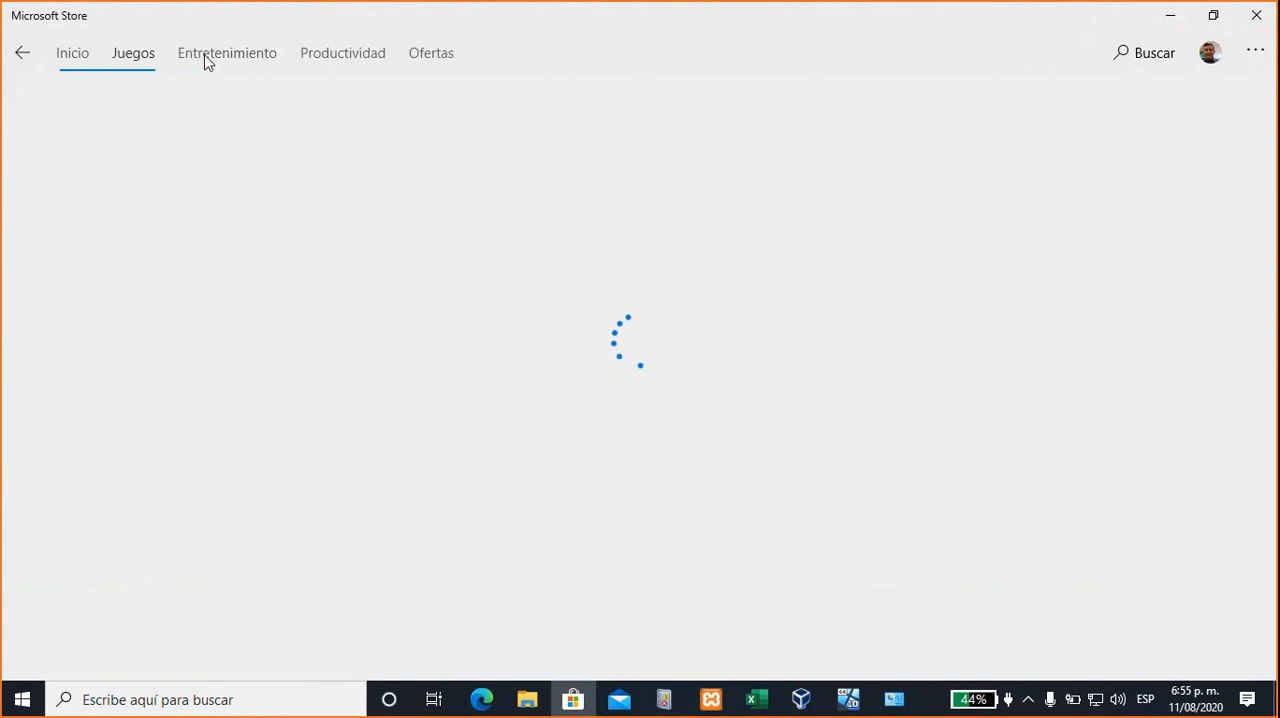 Microsoft Store
Inicio Juegos Entretenimiento Productividad Ofertas Buscar
Escribe aquí para buscar
44% ESP
6:55 p. m.
11/08/2020